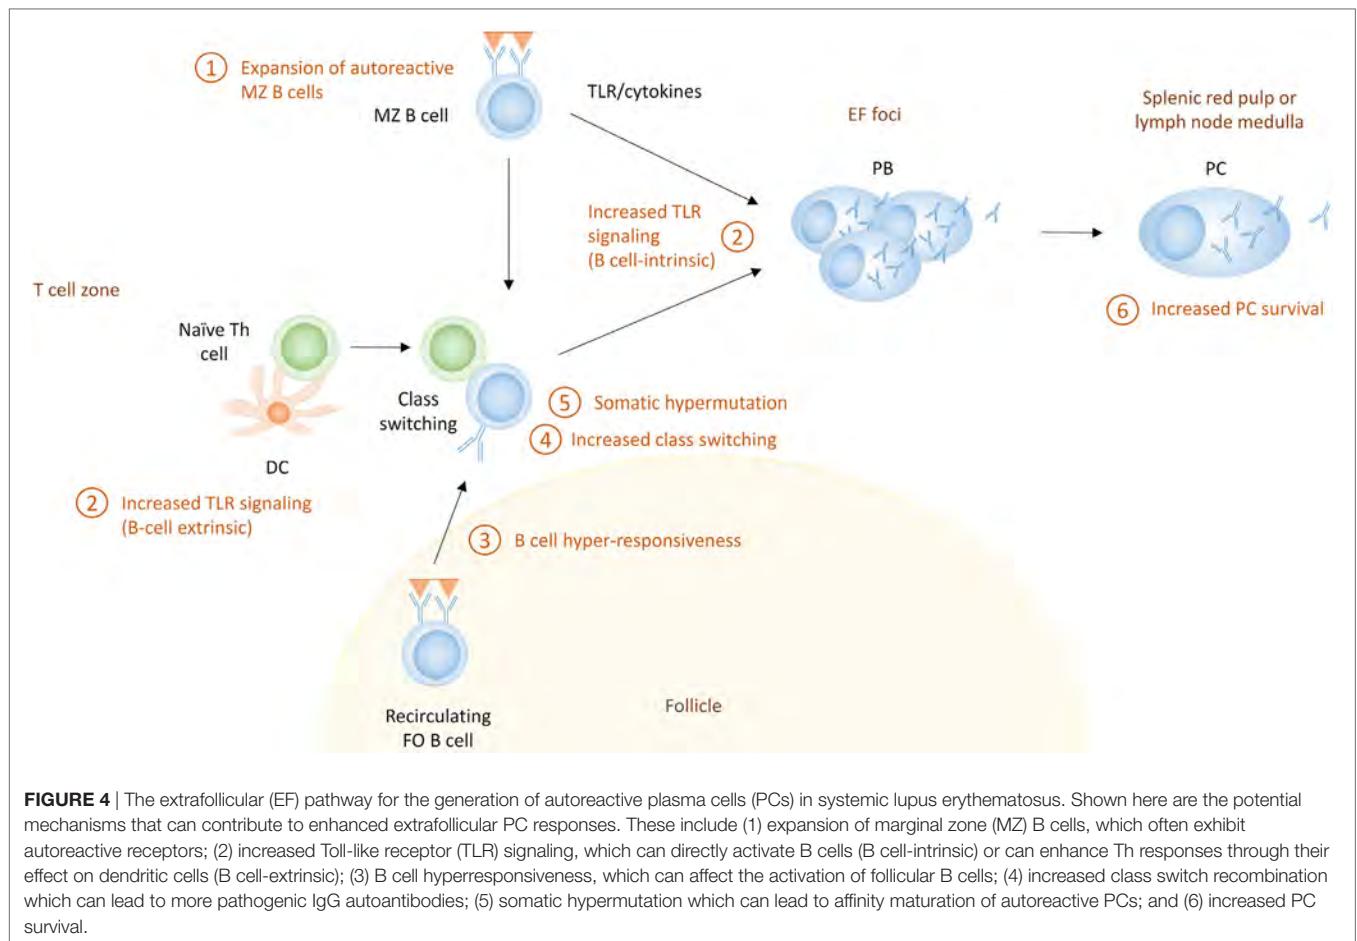 ① Expansion of autoreactive
MZ B cells
MZ B cell
TLR/cytokines
EF foci
Splenic red pulp or
lymph node medulla
PB
PC
Increased TLR
signaling
(B cell-intrinsic)
②
T cell zone
⑥ Increased PC survival
Naïve Th
cell
Class
switching
⑤ Somatic hypermutation
④ Increased class switching
DC
② Increased TLR signaling
(B-cell extrinsic)
③ B cell hyper-responsiveness
Recirculating
FO B cell
Follicle
FIGURE 4 | The extrafollicular (EF) pathway for the generation of autoreactive plasma cells (PCs) in systemic lupus erythematosus. Shown here are the potential
mechanisms that can contribute to enhanced extrafollicular PC responses. These include (1) expansion of marginal zone (MZ) B cells, which often exhibit
autoreactive receptors; (2) increased Toll-like receptor (TLR) signaling, which can directly activate B cells (B cell-intrinsic) or can enhance Th responses through their
effect on dendritic cells (B cell-extrinsic); (3) B cell hyperresponsiveness, which can affect the activation of follicular B cells; (4) increased class switch recombination
which can lead to more pathogenic IgG autoantibodies; (5) somatic hypermutation which can lead to affinity maturation of autoreactive PCs; and (6) increased PC
survival.